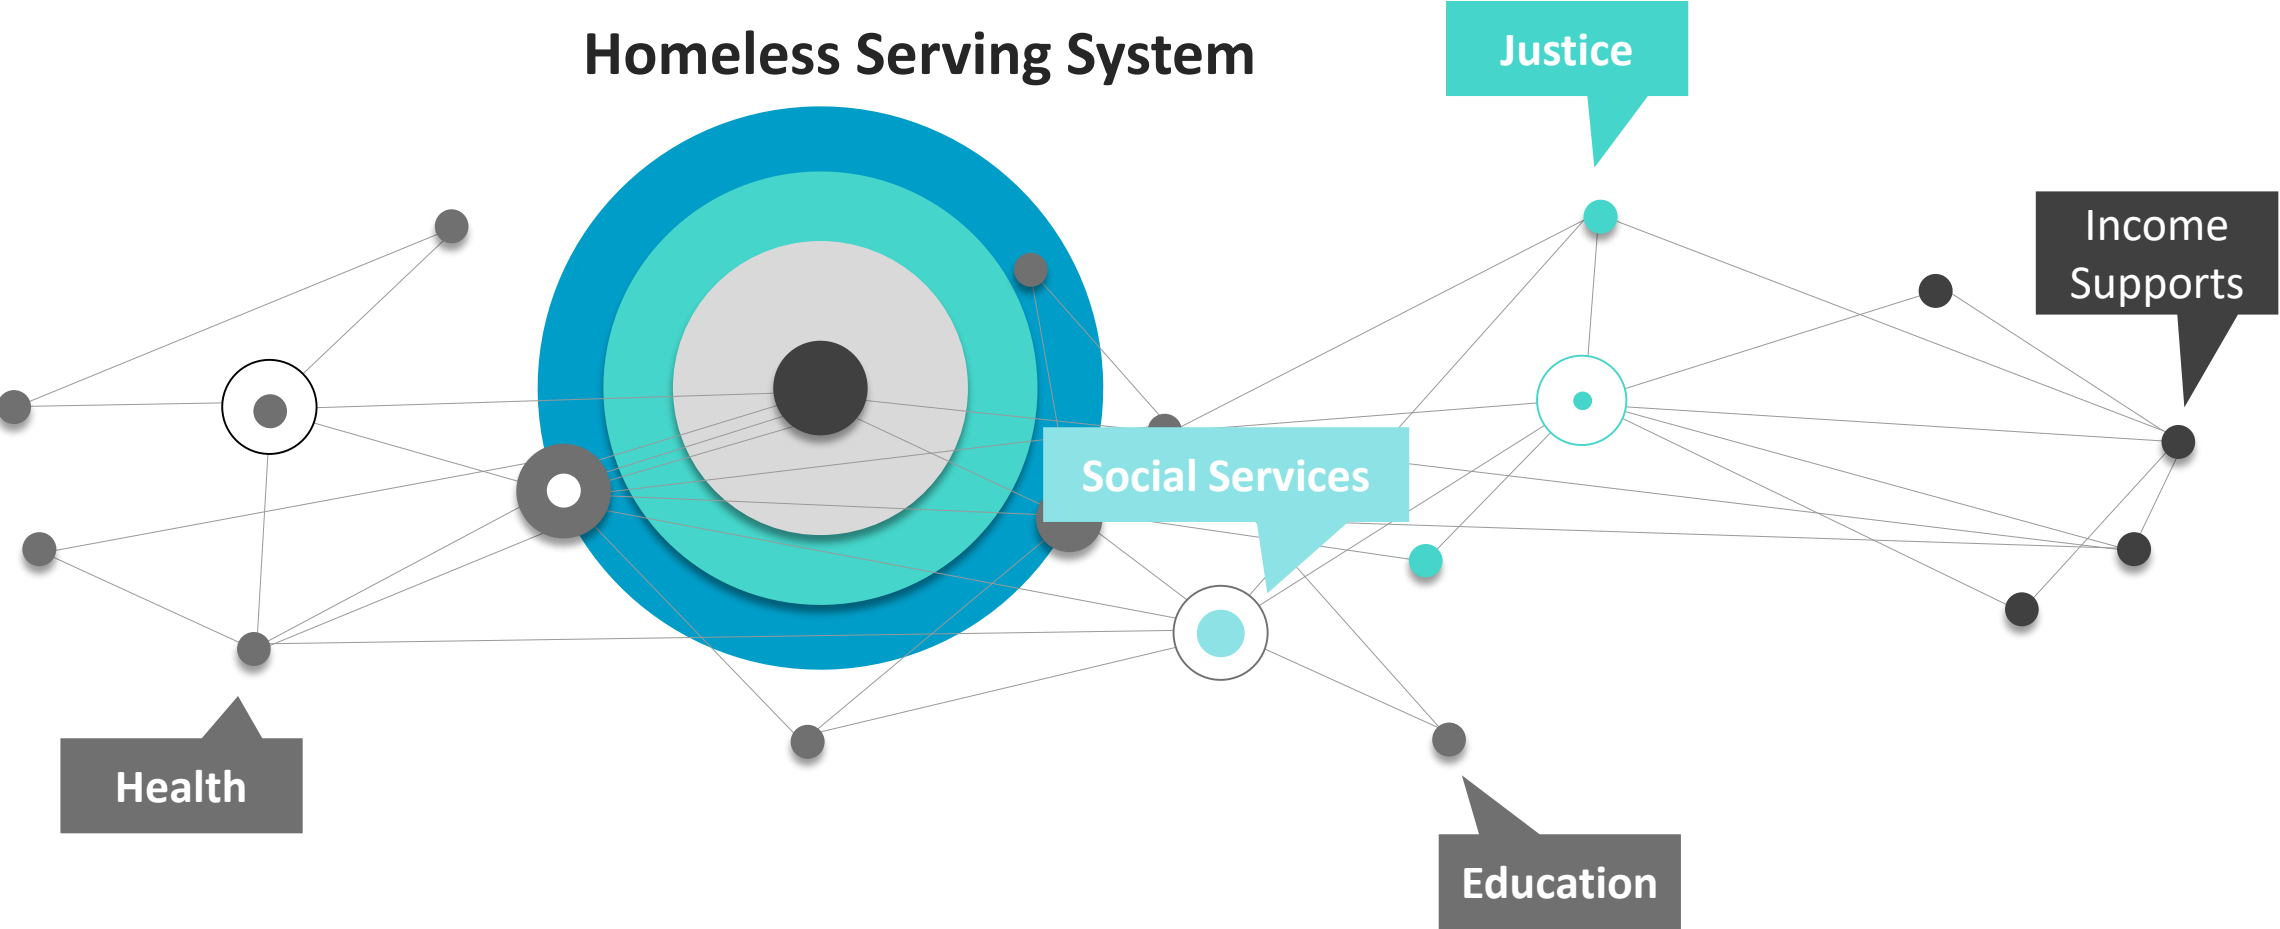 Homeless Serving System
Justice
Income
Supports
Social Services
Health
Education